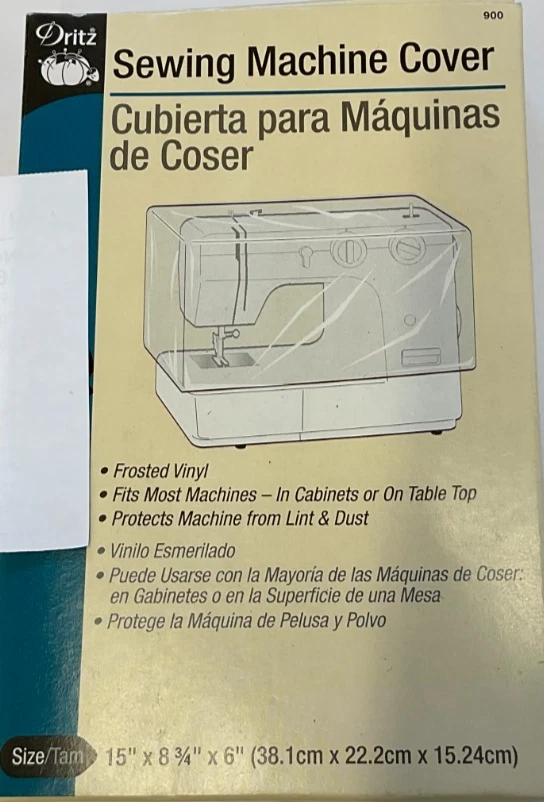 900
Dritz
Sewing Machine Cover
Cubierta para Máquinas
de Coser
• Frosted Vinyl
• Fits Most Machines – In Cabinets or On Table Top
• Protects Machine from Lint & Dust
• Vinilo Esmerilado
• Puede Usarse con la Mayoría de las Máquinas de Coser:
en Gabinetes o en la Superficie de una Mesa
• Protege la Máquina de Pelusa y Polvo
Size/Tam 15" x 8 ¾" x 6" (38.1cm x 22.2cm x 15.24cm)